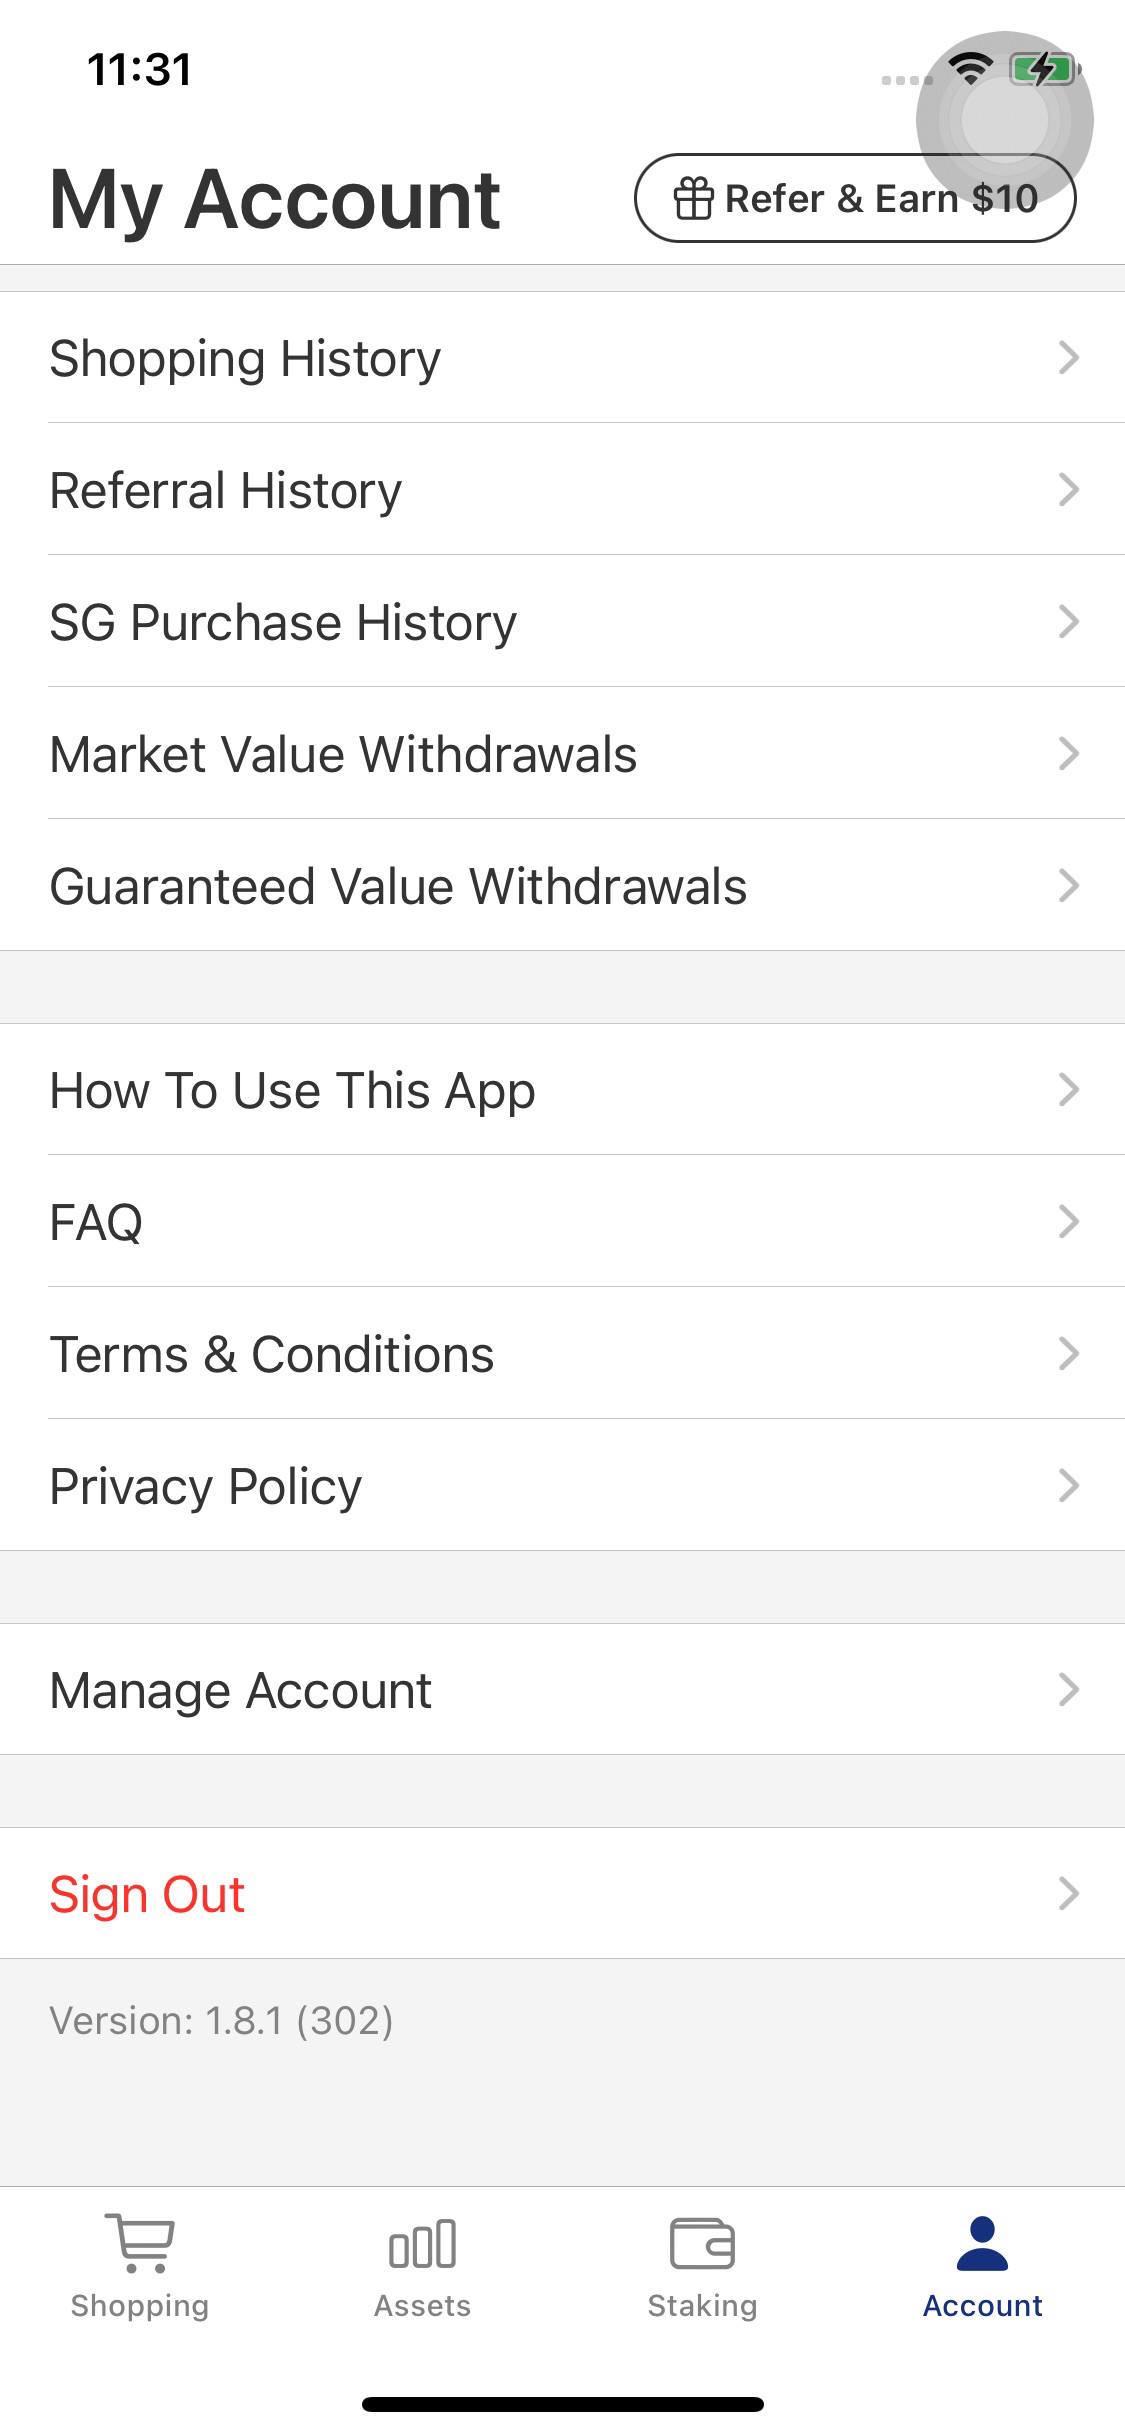 11:31
My Account
Refer & Earn $10
Shopping History
Referral History
SG Purchase History
Market Value Withdrawals
Guaranteed Value Withdrawals
How To Use This App
FAQ
Terms & Conditions
Privacy Policy
Manage Account
Sign Out
Version: 1.8.1 (302)
Shopping
Assets
Staking
Account